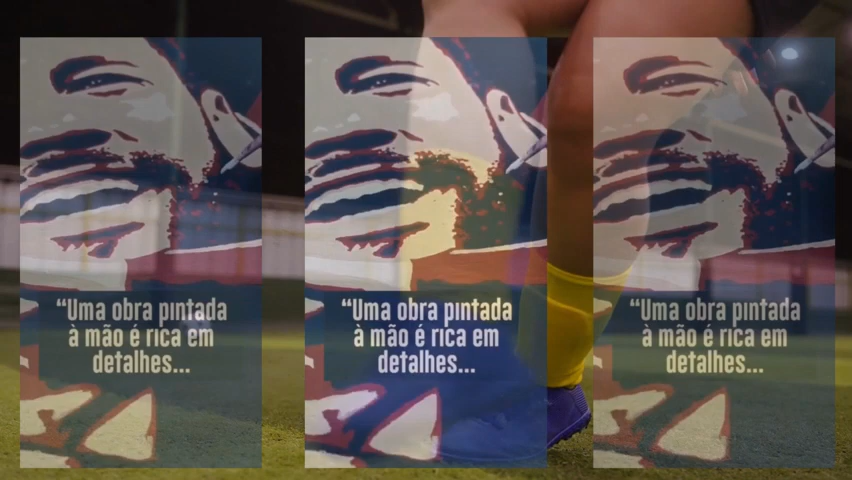 “Uma obra pintada
à mão é rica em
detalhes...
“Uma obra pintada
à mão é rica em
detalhes...
“Uma obra pintada
à mão é rica em
detalhes...